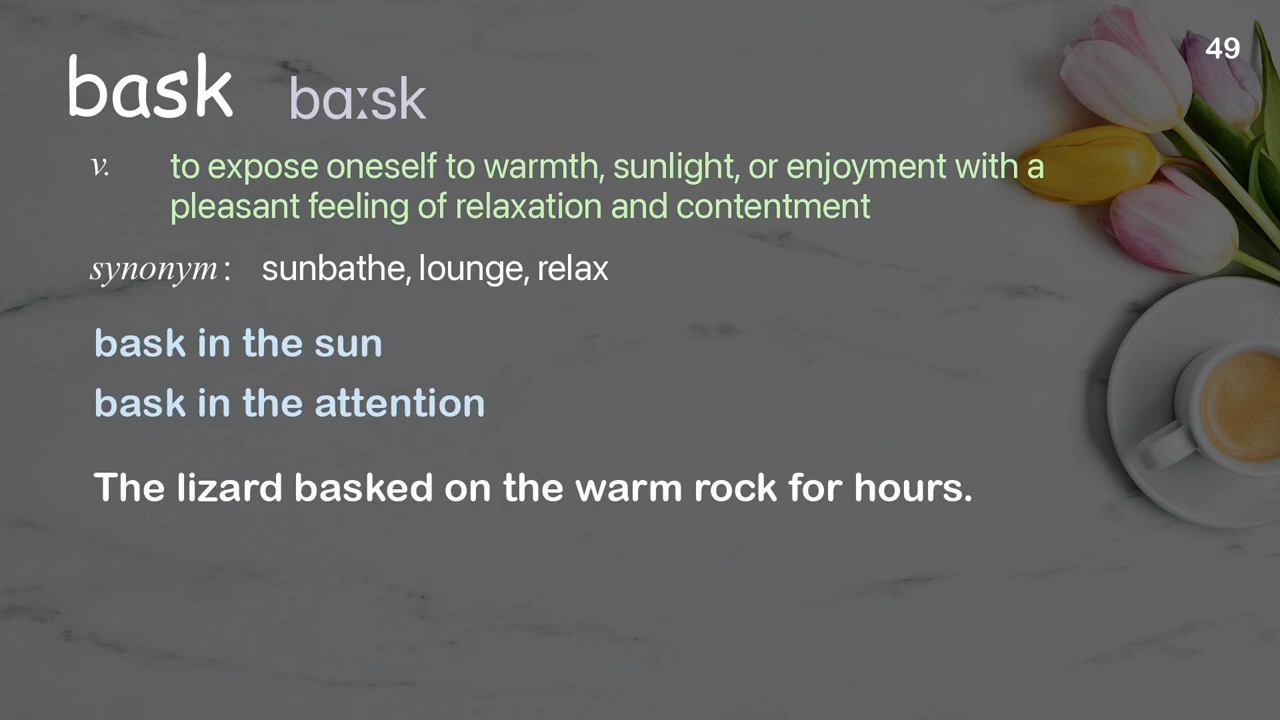 49
bask bɑːsk
v. to expose oneself to warmth, sunlight, or enjoyment with a
pleasant feeling of relaxation and contentment
synonym: sunbathe, lounge, relax
bask in the sun
bask in the attention
The lizard basked on the warm rock for hours.